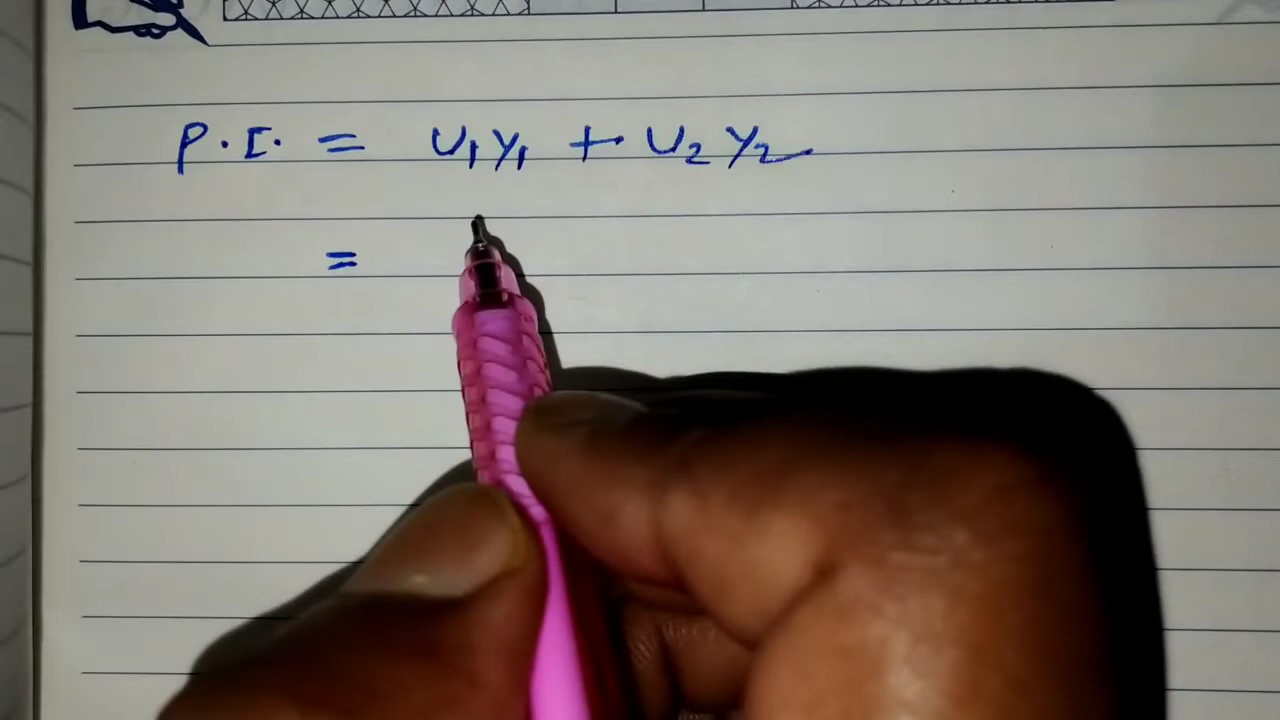 P.I. = U₁y₁ + U₂y₂
=